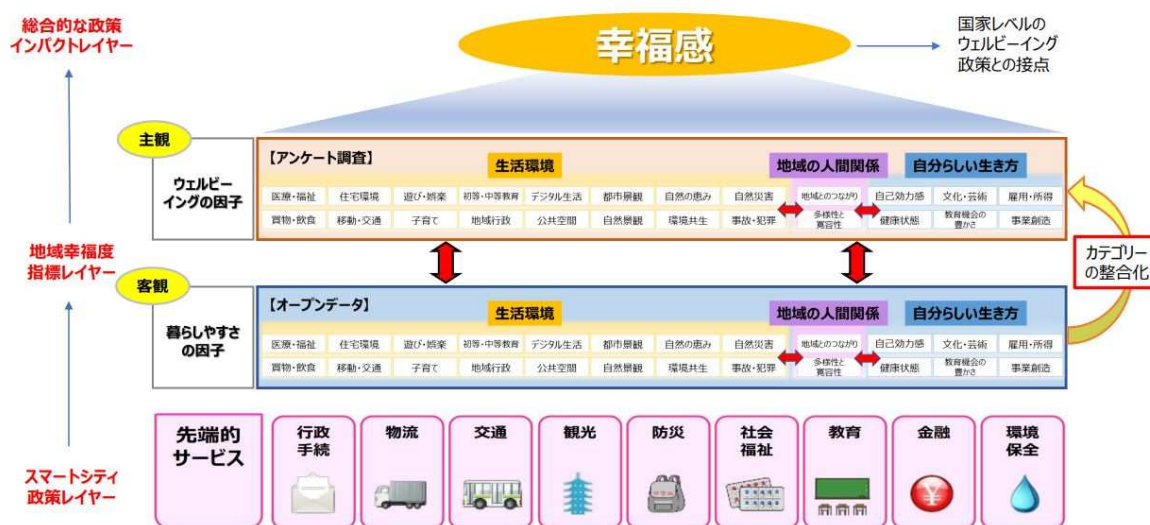 総合的な政策
インパクトレイヤー
幸福感
国家レベルの
ウェルビーイング
政策との接点
主観
ウェルビー
イングの因子
【アンケート調査】
生活環境
地域の人間関係
自分らしい生き方
医療・福祉 住宅環境 遊び・娯楽 初等・中等教育 デジタル生活 都市景観 自然の恵み 自然災害 地域とのつながり 自己効力感 文化・芸術 雇用・所得
買物・飲食 移動・交通 子育て 地域行政 公共空間 自然景観 環境共生 事故・犯罪 多様性と
寛容性 健康状態 教育機会の
豊かさ 事業創造
地域幸福度
指標レイヤー
カテゴリー
の整合化
客観
暮らしやすさ
の因子
【オープンデータ】
生活環境
地域の人間関係
自分らしい生き方
医療・福祉 住宅環境 遊び・娯楽 初等・中等教育 デジタル生活 都市景観 自然の恵み 自然災害 地域とのつながり 自己効力感 文化・芸術 雇用・所得
買物・飲食 移動・交通 子育て 地域行政 公共空間 自然景観 環境共生 事故・犯罪 多様性と
寛容性 健康状態 教育機会の
豊かさ 事業創造
スマートシティ
政策レイヤー
先端的
サービス
行政
手続
物流
交通
観光
防災
社会
福祉
教育
金融
環境
保全